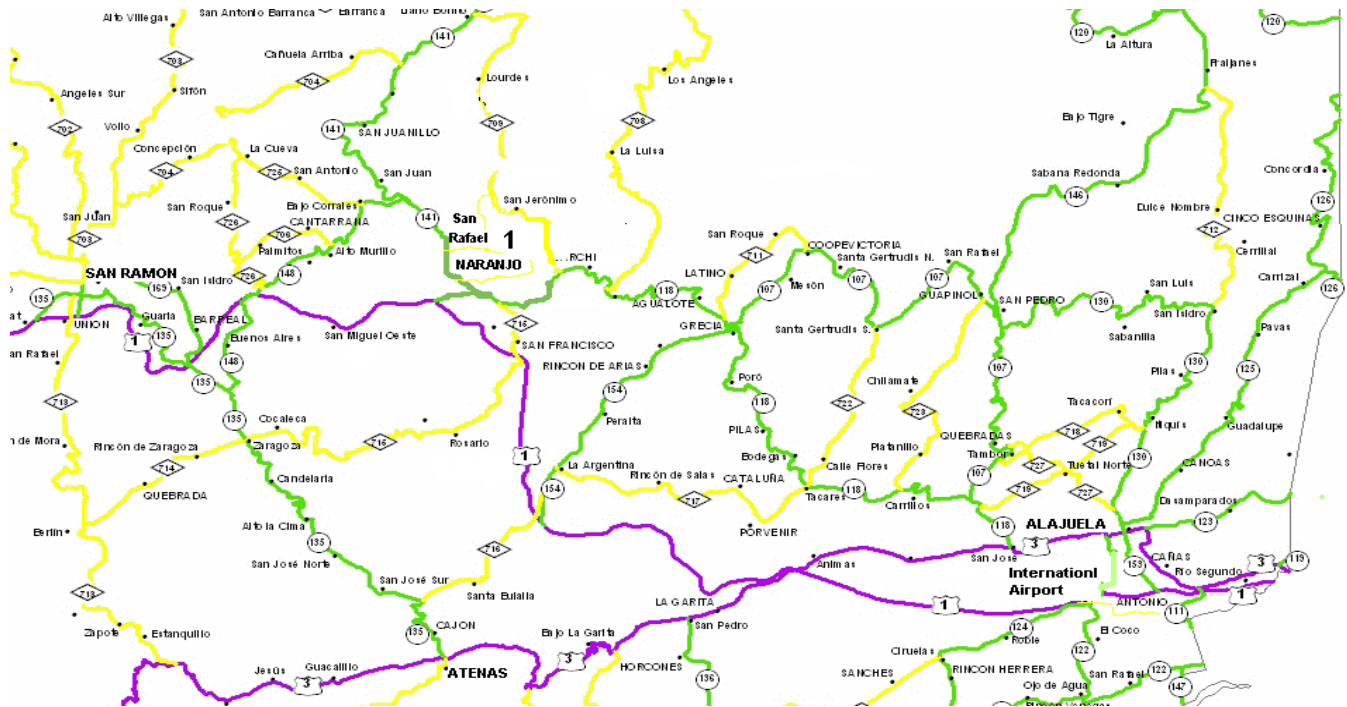 Alto Villegas
San Antonio Barranca
Barranca
Llano Bonito
141
120
La Altura
120
Fraijanes
Cañuela Arriba
703
704
Lourdes
Los Angeles
Sifón
Angeles Sur
702
Vollo
141
SAN JUANILLO
709
708
Bajo Tigre
Concepción
La Cueva
704
726
San Antonio
San Juan
La Luisa
Concordia
Sabana Redonda
146
126
San Juan
San Roque
726
Bajo Corrales
CANTARRANA
141
San
Rafael
1
San Jerónimo
Dulce Nombre
CINCO ESQUINAS
703
706
Palmitos
Alto Murillo
NARANJO
San Roque
711
COOPEVICTORIA
712
Cerrillal
SAN RAMON
San Isidro
726
148
LATINO
Mesón
Santa Gertrudis N.
San Rafael
Carrizal
126
135
169
118
AGUALOTE
107
107
107
GUAPINOL
SAN PEDRO
130
San Luis
San Isidro
UNION
Guaria
BARREAL
135
1
San Miguel Oeste
715
GRECIA
Santa Gertrudis S.
Sabanilla
Pavas
Buenos Aires
148
SAN FRANCISCO
RINCON DE ARIAS
135
154
Poró
107
Pilas
130
125
713
Chilamate
722
723
135
Cocaleca
Peralta
118
PILAS
Tacacorí
Itiquis
Guadalupe
Rincón de Zaragoza
Zaragoza
715
Rosario
1
Platanillo
QUEBRADAS
718
719
130
714
La Argentina
Bodegas
Calle Flores
Tambor
727
Tuetal Norte
CANOAS
QUEBRADA
Candelaria
154
Rincón de Salas
CATALUÑA
717
Tacares
118
Carrillos
107
719
727
Desamparados
Alto la Cima
135
PORVENIR
118
ALAJUELA
123
San José Norte
716
Animas
San José
3
CAÑAS
153
Río Segundo
3
119
713
San José Sur
Santa Eulalia
Internationl
Airport
1
ANTONIO
1
111
Zapote
Estanquillo
135
CAJON
LA GARITA
San Pedro
124
Roble
El Coco
Bajo La Garita
Jesús
Guacalillo
3
ATENAS
3
HORCONES
136
Ciruelas
SANCHES
RINCON HERRERA
122
San Rafael
122
Ojo de Agua
147